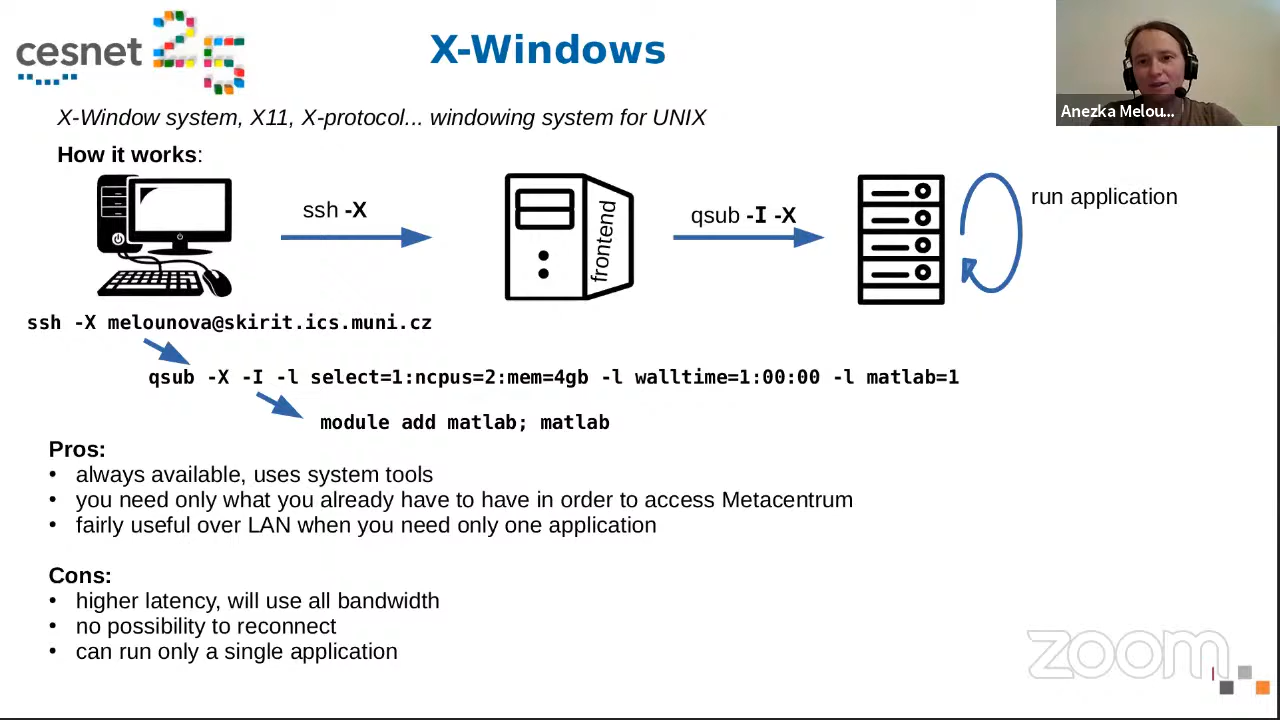 cesnet 25
X-Windows
Anezka Melou...
X-Window system, X11, X-protocol... windowing system for UNIX
How it works:
ssh -X
frontend
qsub -I -X
run application
ssh -X melounova@skirit.ics.muni.cz
qsub -X -I -l select=1:ncpus=2:mem=4gb -l walltime=1:00:00 -l matlab=1
module add matlab; matlab
Pros:
• always available, uses system tools
• you need only what you already have to have in order to access Metacentrum
• fairly useful over LAN when you need only one application
Cons:
• higher latency, will use all bandwidth
• no possibility to reconnect
• can run only a single application
zoom